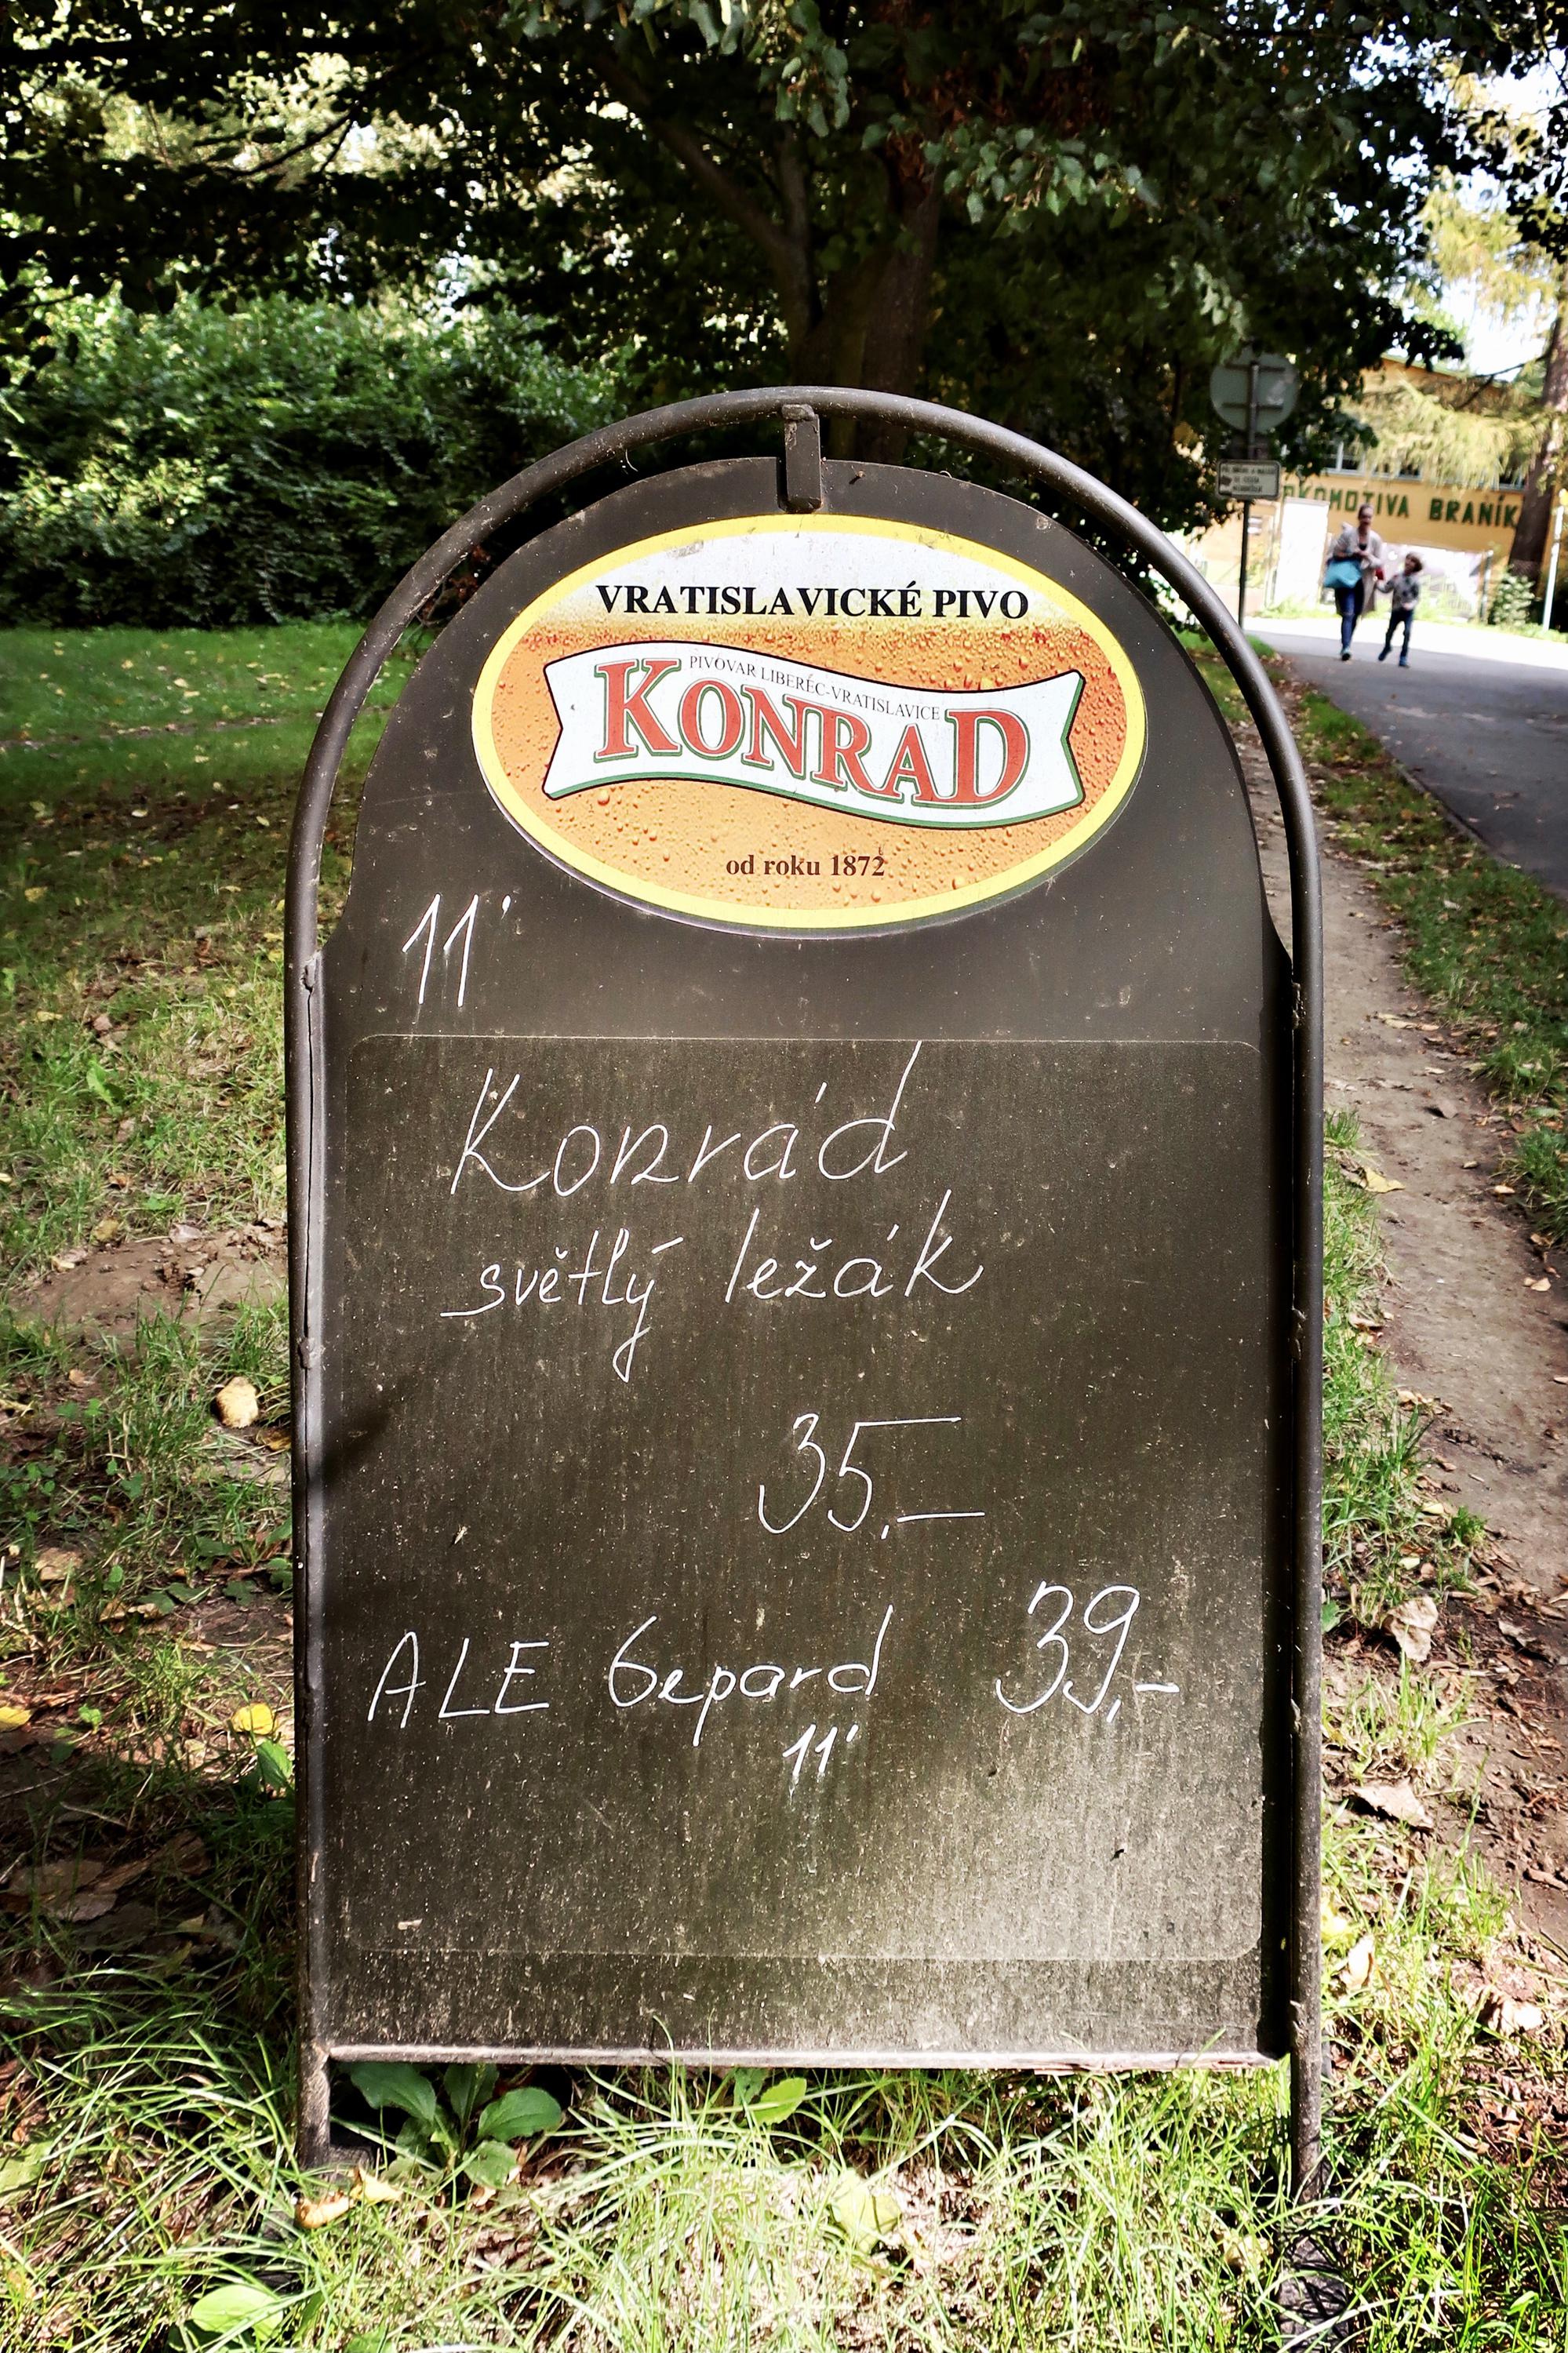 VRATISLAVICKÉ PIVO
PIVOVAR LIBEREC-VRATISLAVICE
KONRAD
od roku 1872
11'
Konrád
světlý ležák
35,-
ALE Gepard 39,-
11'
OKOMOTIVA BRANÍK